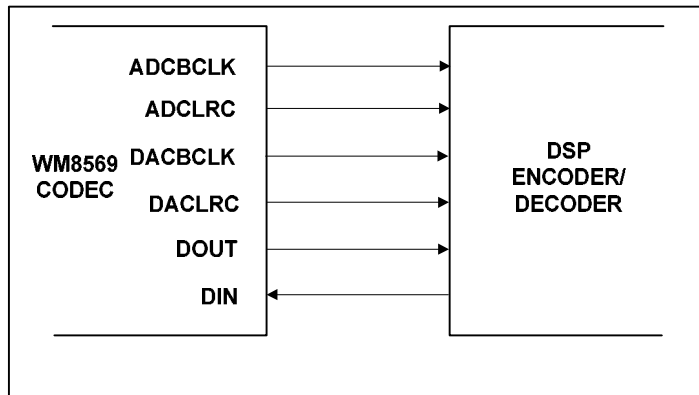 ADCBCLK
ADCLRC
WM8569
CODEC
DACBCLK
DACLRC
DOUT
DIN
DSP
ENCODER/
DECODER